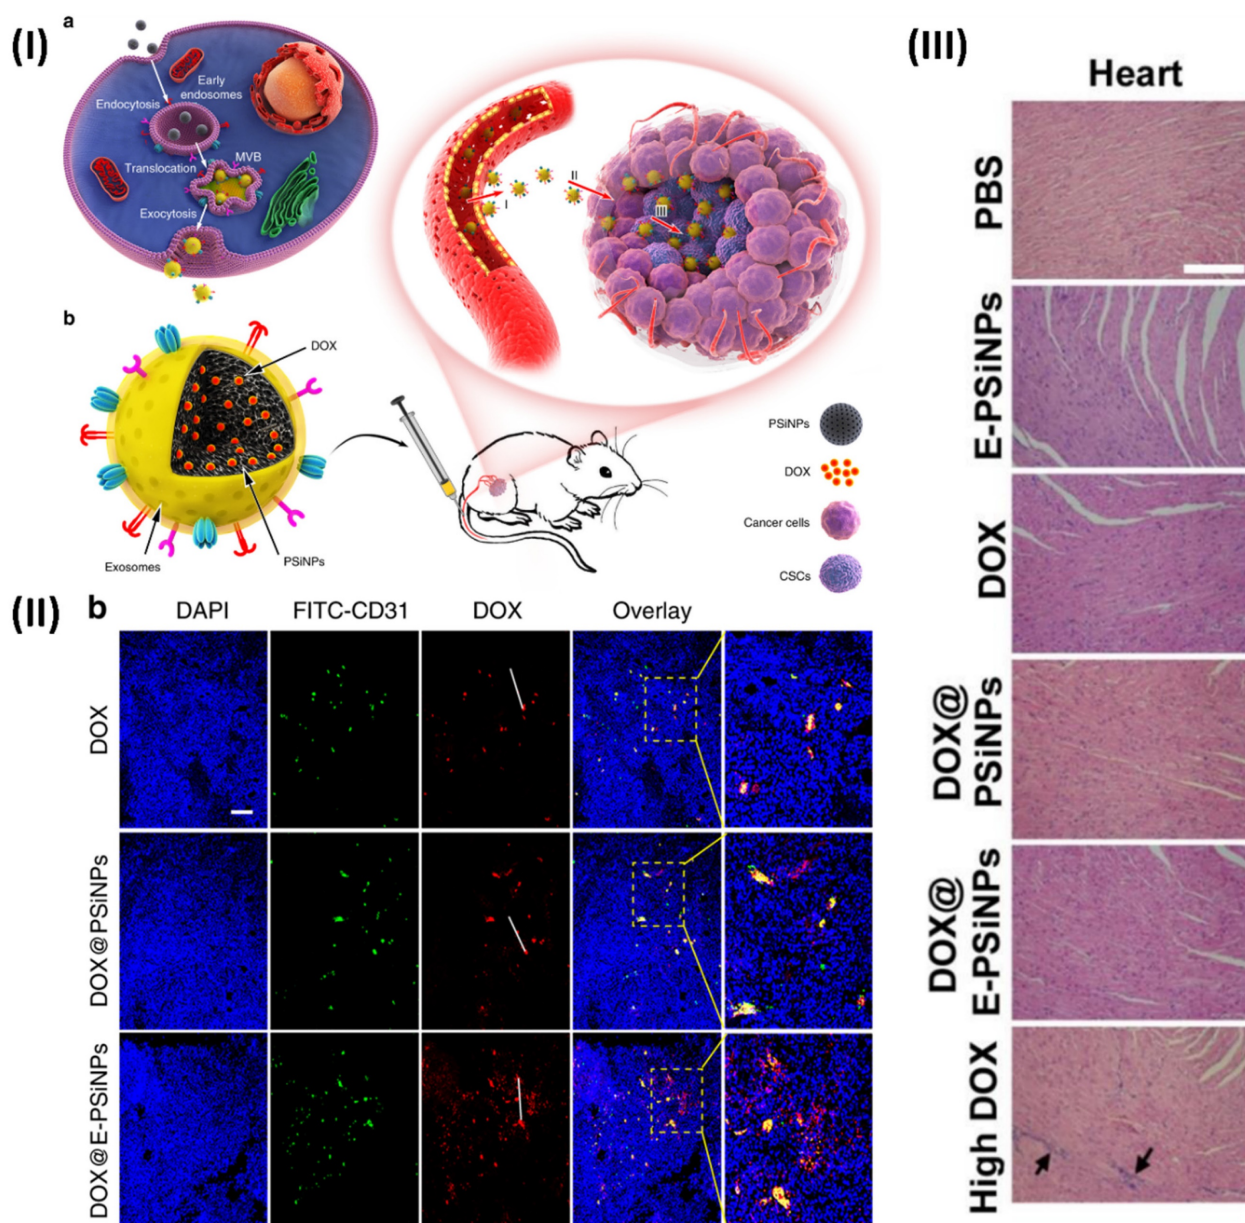 (I)
a
Early
endosomes
Endocytosis
Translocation
MVB
Exocytosis
I
II
III
b
DOX
Exosomes
PSiNPs
PSiNPs
DOX
Cancer cells
CSCs
(II)
b
DAPI
FITC-CD31
DOX
Overlay
DOX
DOX@PSiNPs
DOX@E-PSiNPs
(III)
Heart
PBS
E-PSiNPs
DOX
DOX@
PSiNPs
DOX@
E-PSiNPs
High DOX